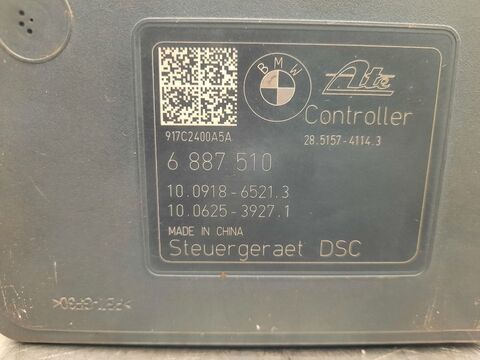 BMW
Ate
Controller
917C2400A5A
28.5157-4114.3
6 887 510
10.0918-6521.3
10.0625-3927.1
MADE IN CHINA
Steuergeraet DSC